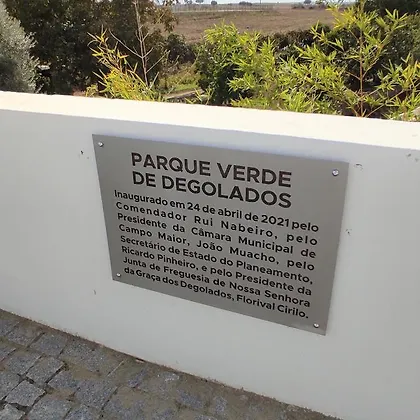 PARQUE VERDE
DE DEGOLADOS
Inaugurado em 24 de abril de 2021 pelo
Comendador Rui Nabeiro, pelo
Presidente da Câmara Municipal de
Campo Maior, João Muacho, pelo
Secretário de Estado do Planeamento,
Ricardo Pinheiro, e pelo Presidente da
Junta de Freguesia de Nossa Senhora
da Graça dos Degolados, Florival Cirilo.